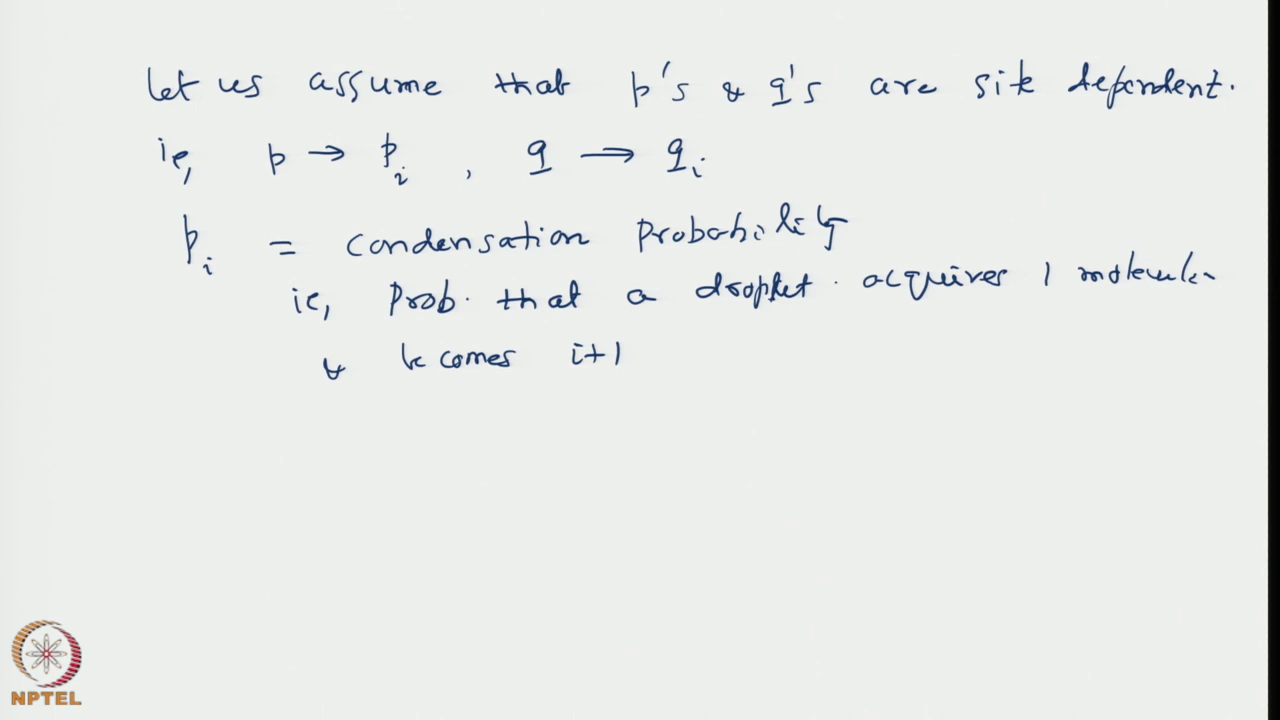 Let us assume that p's & q's are site dependent.
ie, p → p_i , q → q_i
p_i = condensation Probability
ie, Prob. that a droplet acquires 1 molecule
& becomes i+1
NPTEL